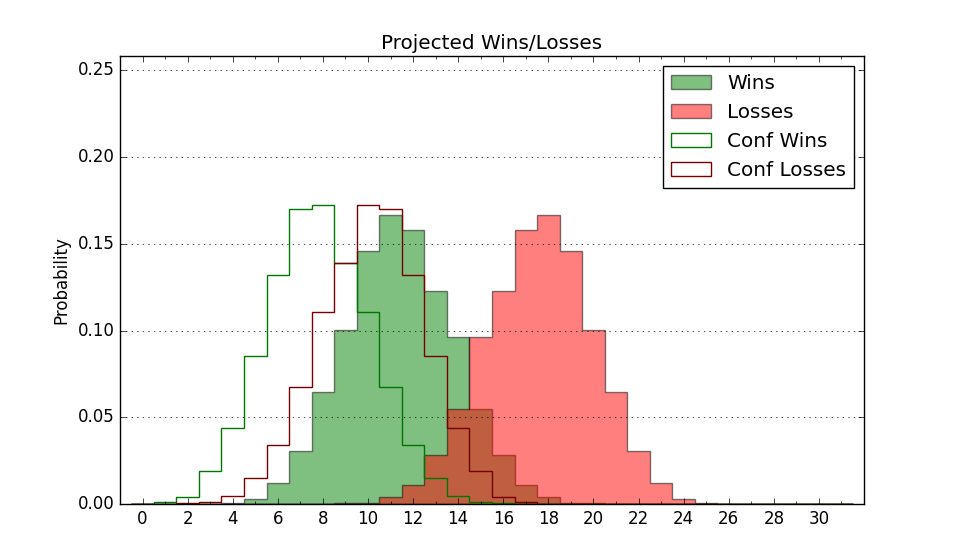 Projected Wins/Losses
0.25
0.20
0.15
0.10
0.05
0.00
Probability
Wins
Losses
Conf Wins
Conf Losses
0 2 4 6 8 10 12 14 16 18 20 22 24 26 28 30